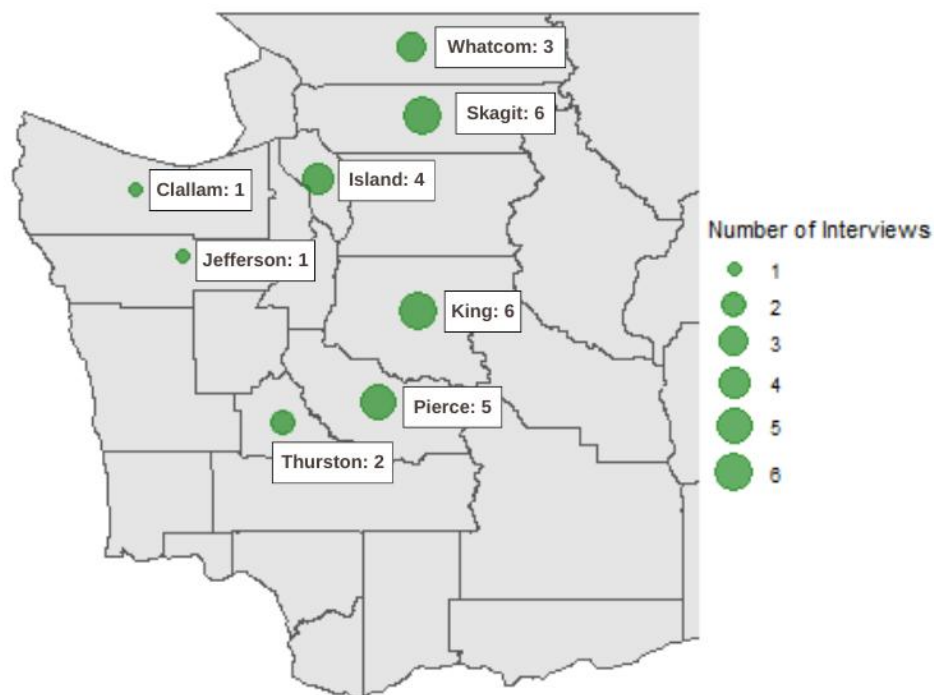 Whatcom: 3
Skagit: 6
Island: 4
Clallam: 1
Jefferson: 1
King: 6
Pierce: 5
Thurston: 2
Number of Interviews
1
2
3
4
5
6